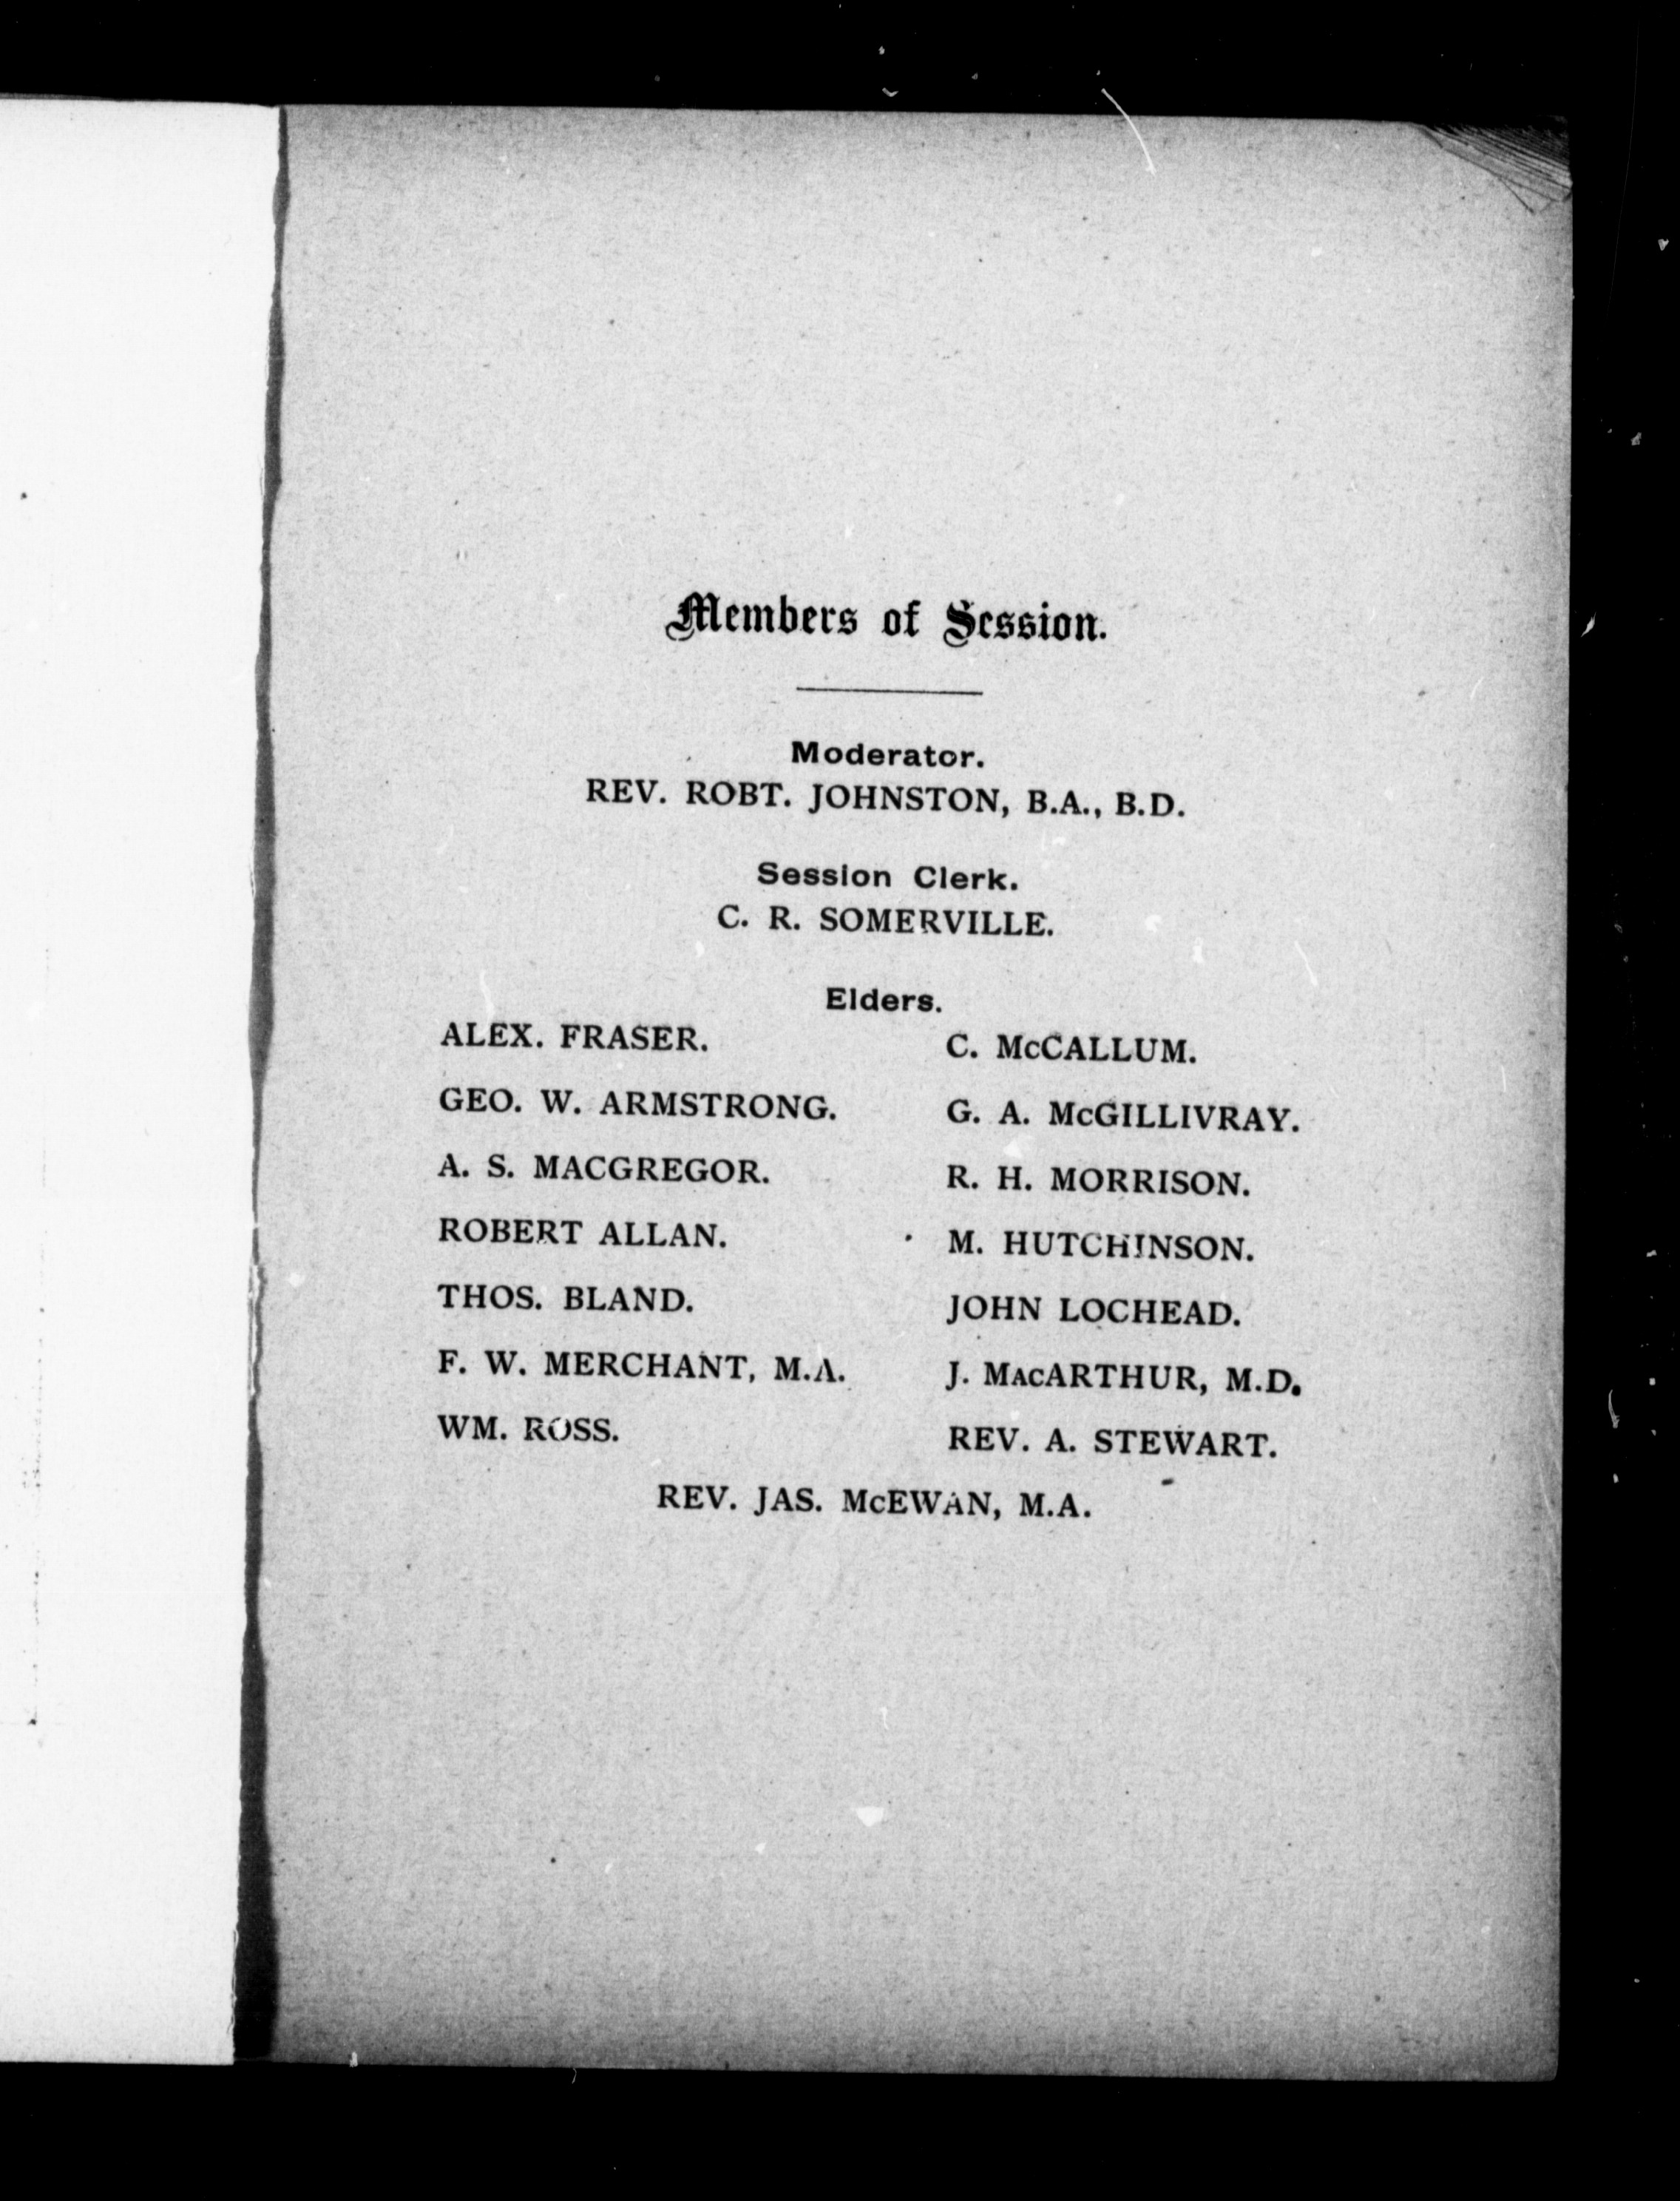 Members of Session.
Moderator.
REV. ROBT. JOHNSTON, B.A., B.D.
Session Clerk.
C. R. SOMERVILLE.
Elders.
ALEX. FRASER.
GEO. W. ARMSTRONG.
A. S. MACGREGOR.
ROBERT ALLAN.
THOS. BLAND.
F. W. MERCHANT, M.A.
WM. ROSS.
C. McCALLUM.
G. A. McGILLIVRAY.
R. H. MORRISON.
M. HUTCHINSON.
JOHN LOCHEAD.
J. MacARTHUR, M.D.
REV. A. STEWART.
REV. JAS. McEWAN, M.A.